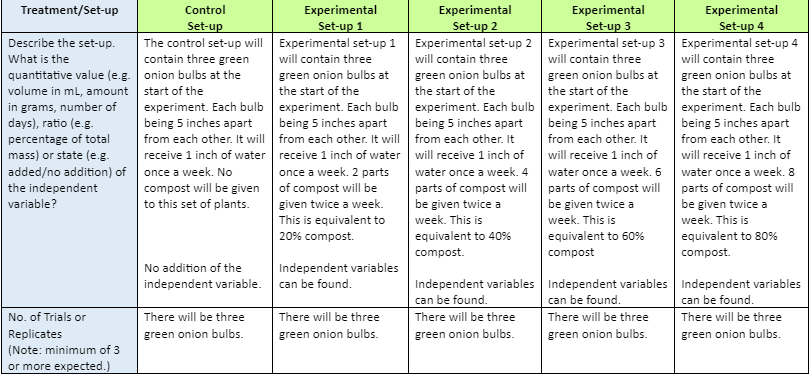 Treatment/Set-up
Control
Set-up
Experimental
Set-up 1
Experimental
Set-up 2
Experimental
Set-up 3
Experimental
Set-up 4
Describe the set-up.
What is the
quantitative value (e.g.
volume in mL, amount
in grams, number of
days), ratio (e.g.
percentage of total
mass) or state (e.g.
added/no addition) of
the independent
variable?
The control set-up will
contain three green
onion bulbs at the
start of the
experiment. Each bulb
being 5 inches apart
from each other. It will
receive 1 inch of water
once a week. No
compost will be given
to this set of plants.
No addition of the
independent variable.
Experimental set-up 1
will contain three
green onion bulbs at
the start of the
experiment. Each bulb
being 5 inches apart
from each other. It will
receive 1 inch of water
once a week. 2 parts
of compost will be
given twice a week.
This is equivalent to
20% compost.
Independent variables
can be found.
Experimental set-up 2
will contain three
green onion bulbs at
the start of the
experiment. Each bulb
being 5 inches apart
from each other. It
will receive 1 inch of
water once a week. 4
parts of compost will
be given twice a
week. This is
equivalent to 40%
compost.
Independent variables
can be found.
Experimental set-up 3
will contain three
green onion bulbs at
the start of the
experiment. Each bulb
being 5 inches apart
from each other. It
will receive 1 inch of
water once a week. 6
parts of compost will
be given twice a
week. This is
equivalent to 60%
compost
Independent variables
can be found.
Experimental set-up 4
will contain three
green onion bulbs at
the start of the
experiment. Each bulb
being 5 inches apart
from each other. It
will receive 1 inch of
water once a week. 8
parts of compost will
be given twice a
week. This is
equivalent to 80%
compost.
Independent variables
can be found.
No. of Trials or
Replicates
(Note: minimum of 3
or more expected.)
There will be three
green onion bulbs.
There will be three
green onion bulbs.
There will be three
green onion bulbs.
There will be three
green onion bulbs.
There will be three
green onion bulbs.